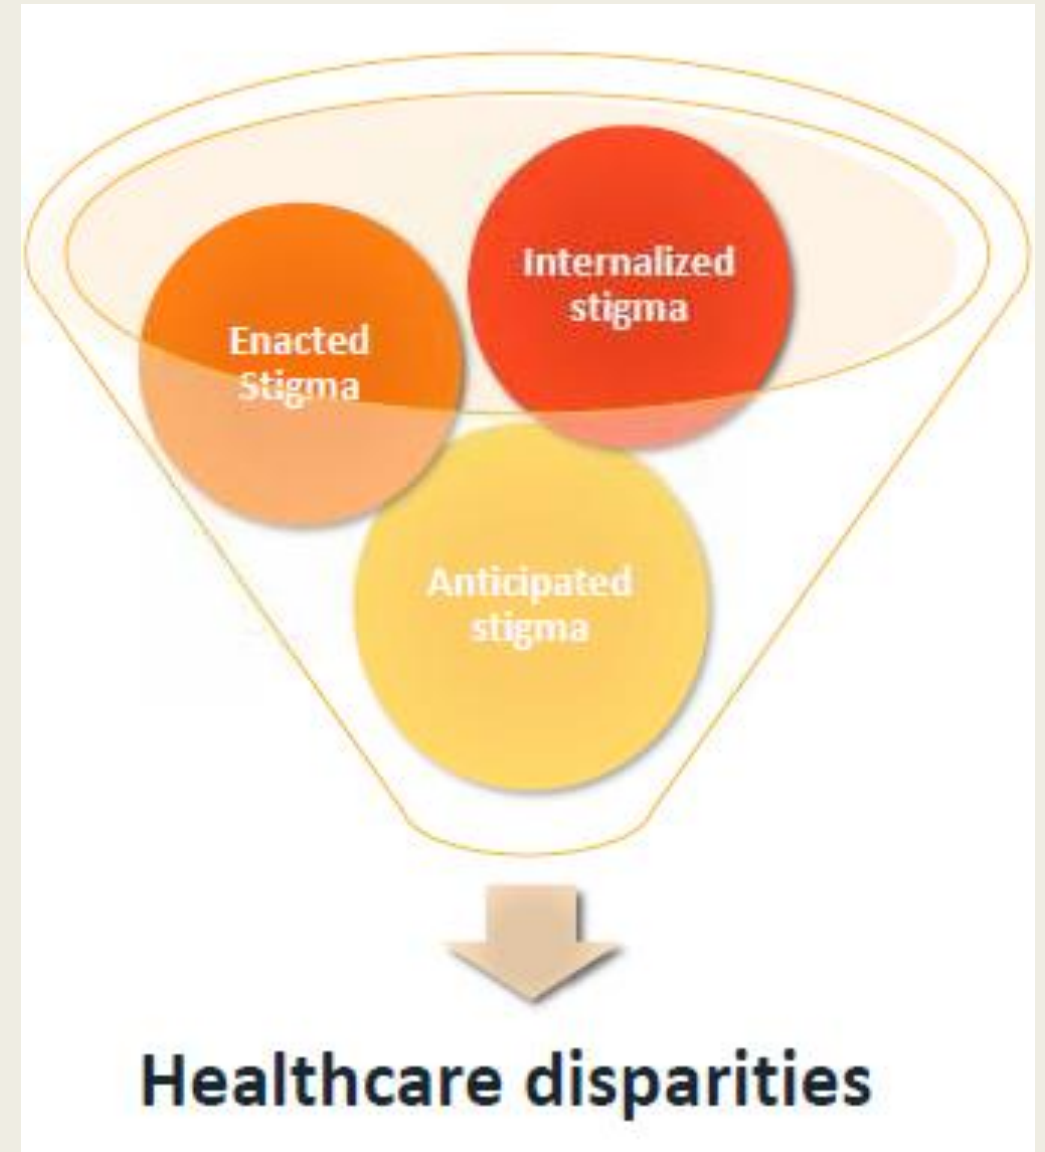 Internalized
stigma
Enacted
Stigma
Anticipated
stigma
Healthcare disparities